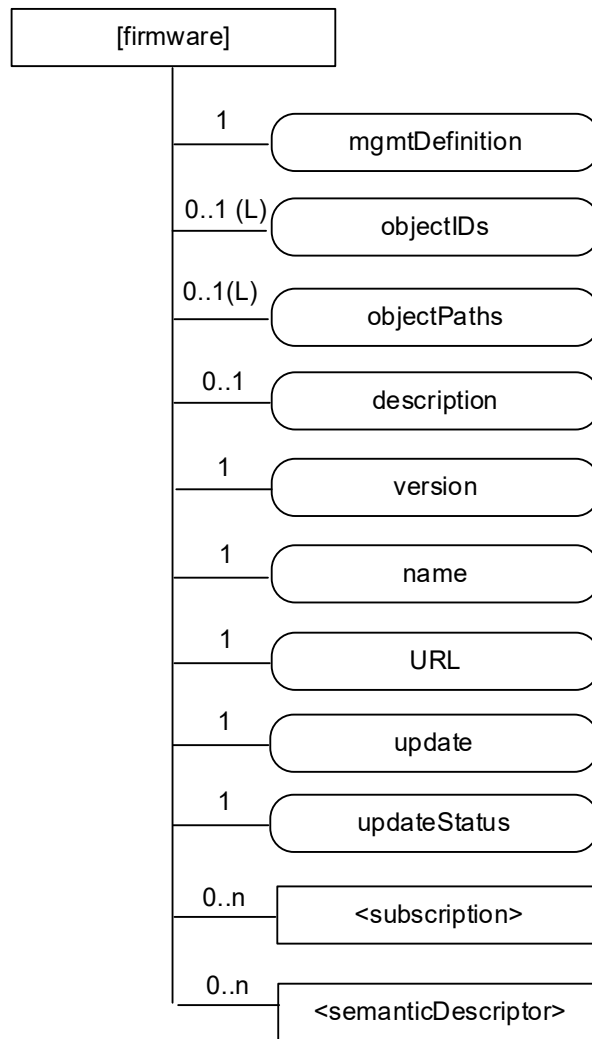 [firmware]
1
mgmtDefinition
0..1 (L)
objectIDs
0..1(L)
objectPaths
0..1
description
1
version
1
name
1
URL
1
update
1
updateStatus
0..n
<subscription>
0..n
<semanticDescriptor>